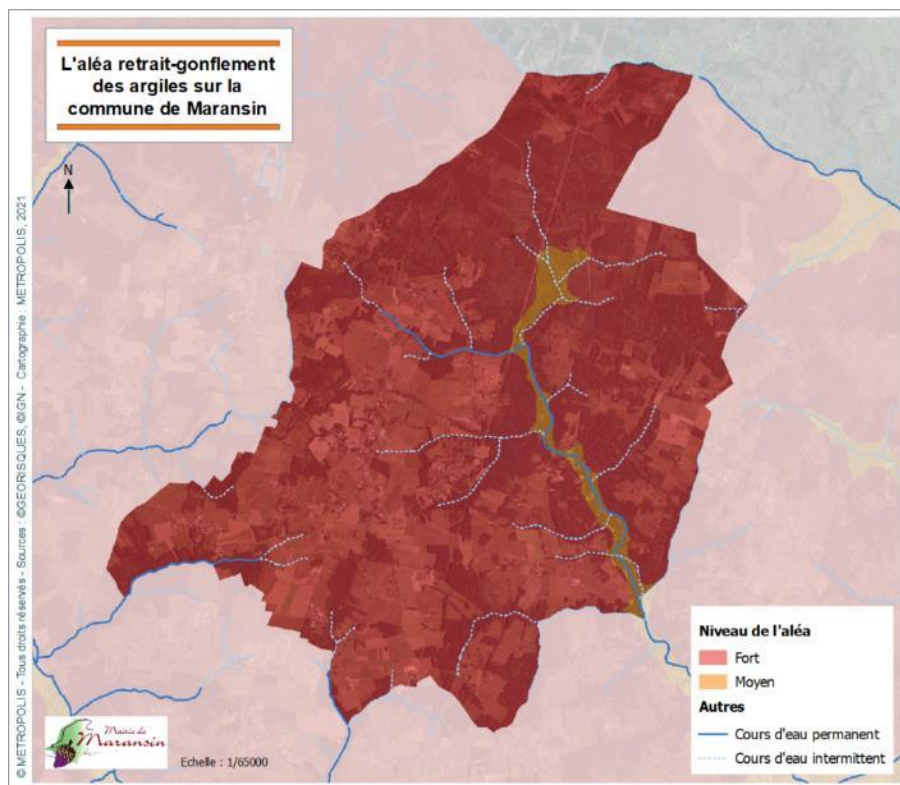 L'aléa retrait-gonflement
des argiles sur la
commune de Maransin
N
© METROPOLIS - Tous droits réservés - Sources : ©GEORISQUES, ©IGN - Cartographie : METROPOLIS, 2021
Niveau de l'aléa
Fort
Moyen
Autres
Cours d'eau permanent
Cours d'eau intermittent
Mairie de
Maransin
Echelle : 1/65000